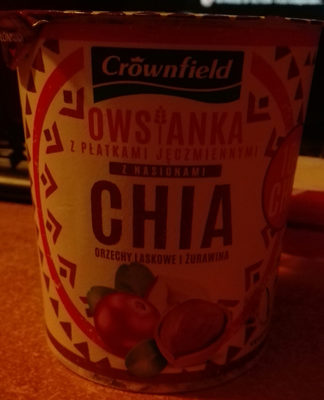 Crownfield
OWSIANKA
Z PŁATKAMI JĘCZMIENNYMI
Z NASIONAMI
CHIA
ORZECHY LASKOWE I ŻURAWINA